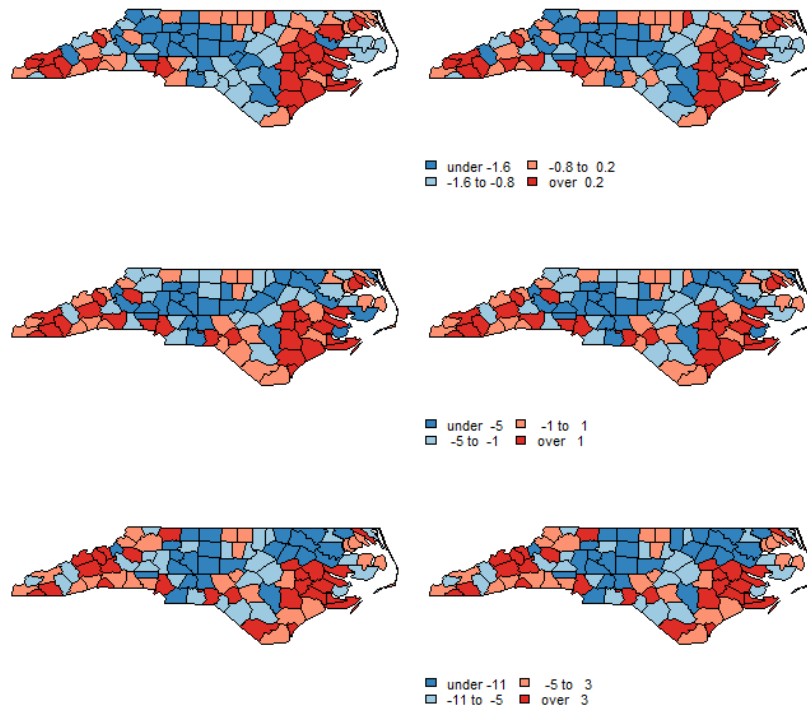 under -1.6 -0.8 to 0.2
-1.6 to -0.8 over 0.2
under -5 -1 to 1
-5 to -1 over 1
under -11 -5 to 3
-11 to -5 over 3